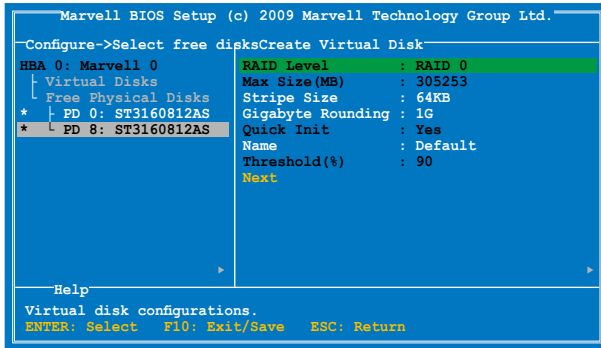 Marvell BIOS Setup (c) 2009 Marvell Technology Group Ltd.
Configure->Select free disksCreate Virtual Disk
HBA 0: Marvell 0
Virtual Disks
Free Physical Disks
* PD 0: ST3160812AS
* PD 8: ST3160812AS
RAID Level : RAID 0
Max Size(MB) : 305253
Stripe Size : 64KB
Gigabyte Rounding : 1G
Quick Init : Yes
Name : Default
Threshold(%) : 90
Next
Help
Virtual disk configurations.
ENTER: Select F10: Exit/Save ESC: Return